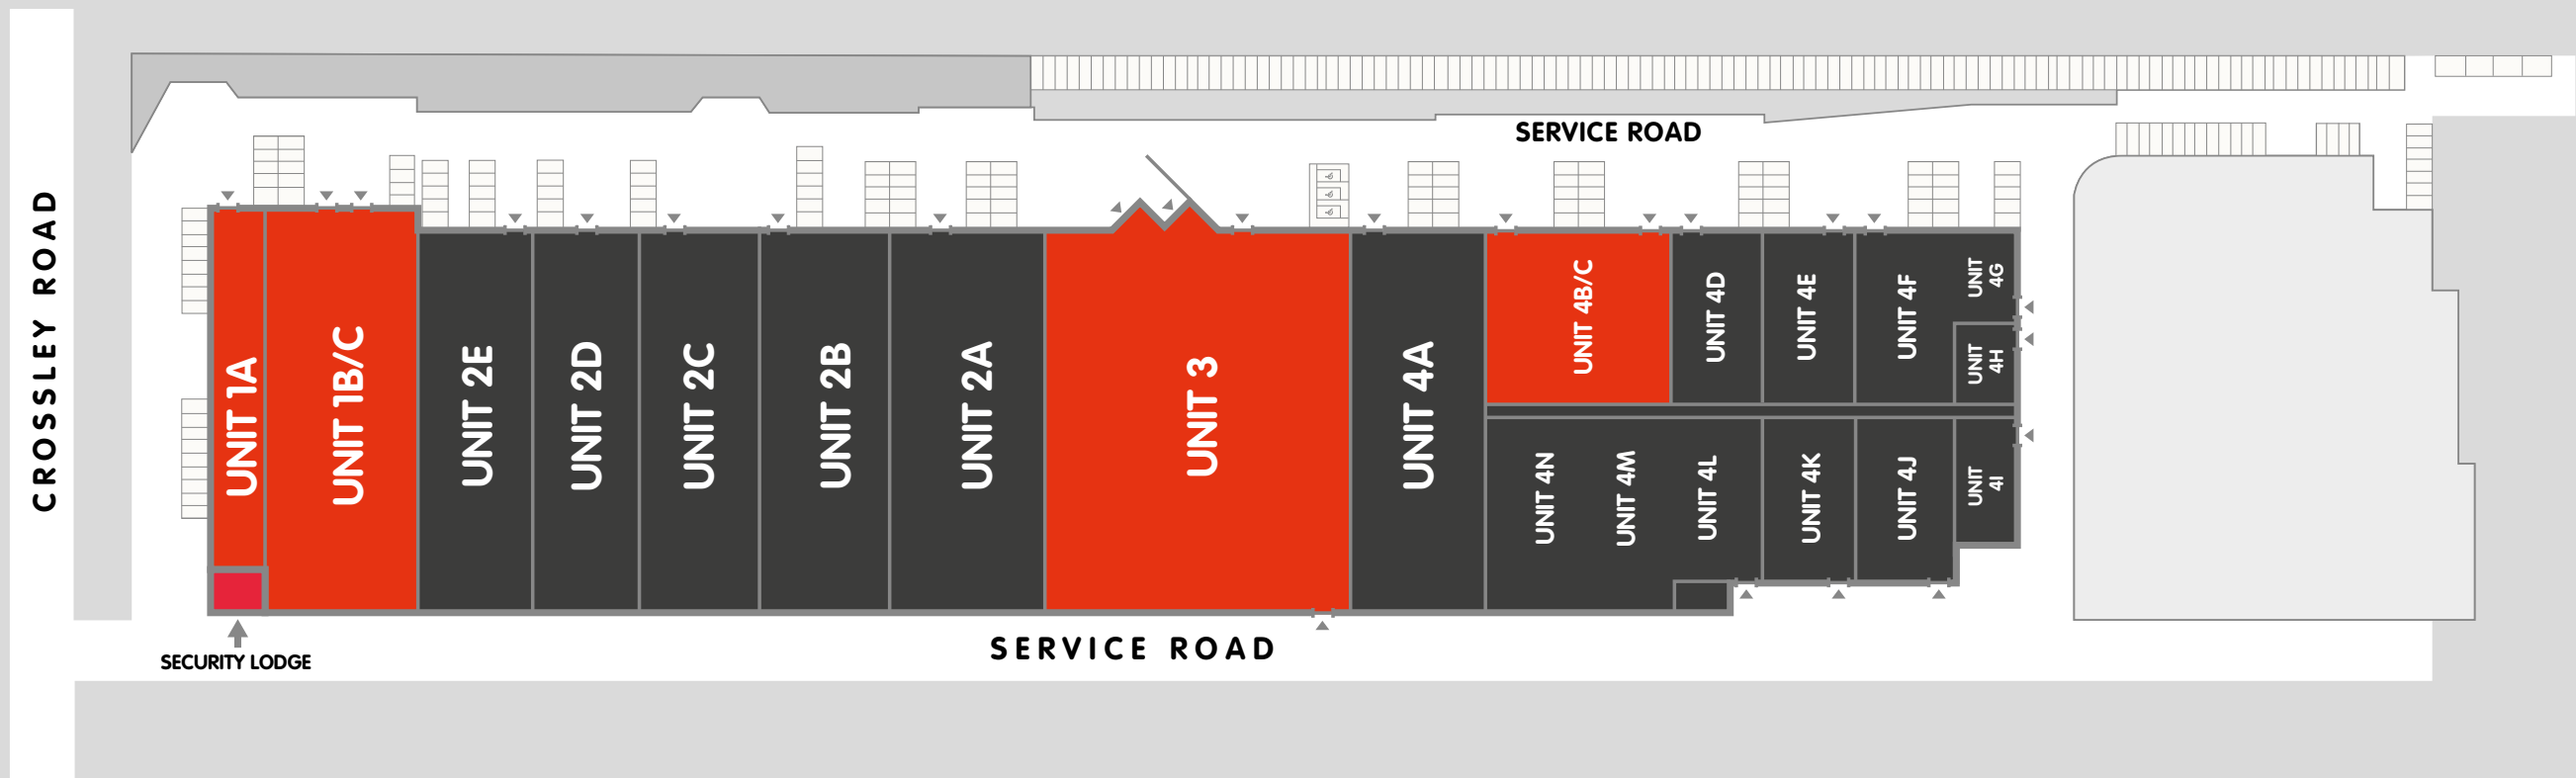 SERVICE ROAD
CROSSLEY ROAD
UNIT 1A
UNIT 1B/C
UNIT 2E
UNIT 2D
UNIT 2C
UNIT 2B
UNIT 2A
UNIT 3
UNIT 4A
UNIT 4B/C
UNIT 4D
UNIT 4E
UNIT 4F
UNIT
4G
UNIT
4H
UNIT 4N
UNIT 4M
UNIT 4L
UNIT 4K
UNIT 4J
UNIT
4I
SERVICE ROAD
SECURITY LODGE